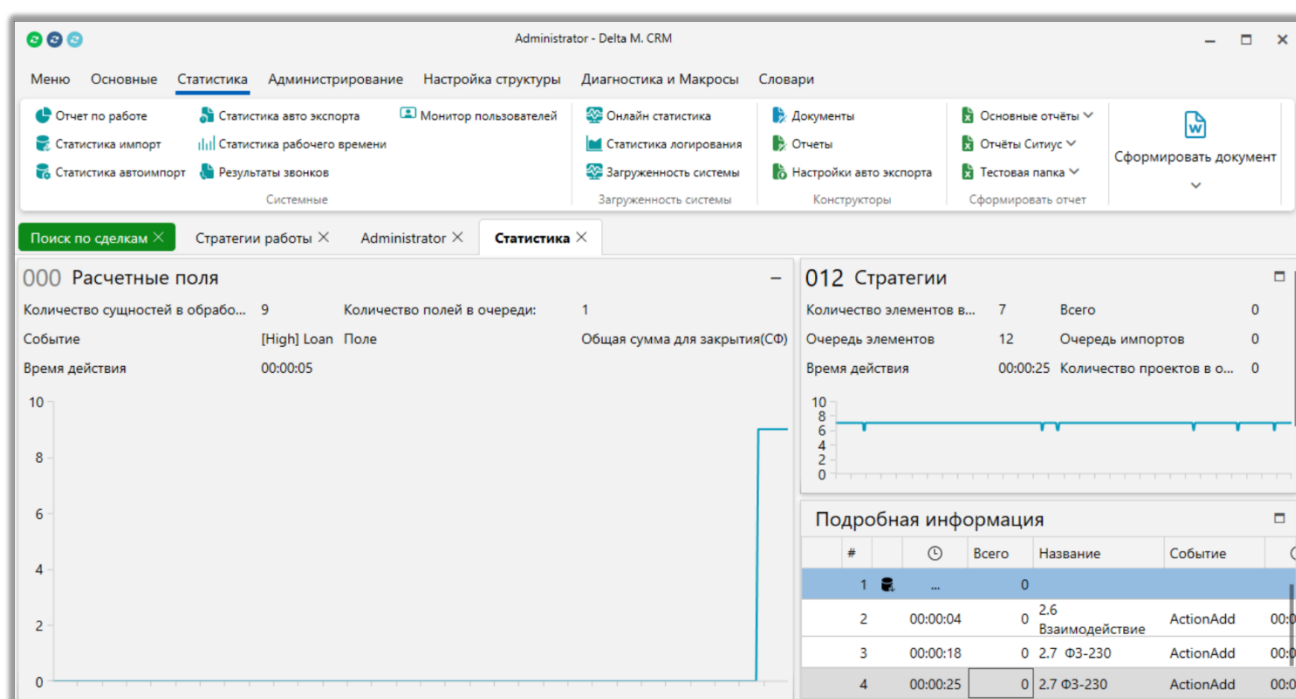 Administrator - Delta M. CRM
Меню Основные Статистика Администрирование Настройка структуры Диагностика и Макросы Словари
Отчет по работе Статистика авто экспорта Монитор пользователей Онлайн статистика Документы Основные отчёты
Статистика импорт Статистика рабочего времени Статистика логирования Отчеты Отчёты Ситиус Сформировать документ
Статистика автоимпорт Результаты звонков Загруженность системы Настройки авто экспорта Тестовая папка
Системные Загруженность системы Конструкторы Сформировать отчет
Поиск по сделкам Стратегии работы Administrator Статистика
000 Расчетные поля
Количество сущностей в обрабо... 9 Количество полей в очереди: 1
Событие [High] Loan Поле Общая сумма для закрытия(СФ)
Время действия 00:00:05
10
8
6
4
2
0
012 Стратегии
Количество элементов в... 7 Всего 0
Очередь элементов 12 Очередь импортов 0
Время действия 00:00:25 Количество проектов в о... 0
10
8
6
4
2
0
Подробная информация
# Всего Название Событие
1 ... 0
2 00:00:04 0 2.6 Взаимодействие ActionAdd 00:0
3 00:00:18 0 2.7 ФЗ-230 ActionAdd 00:0
4 00:00:25 0 2.7 ФЗ-230 ActionAdd 00:0